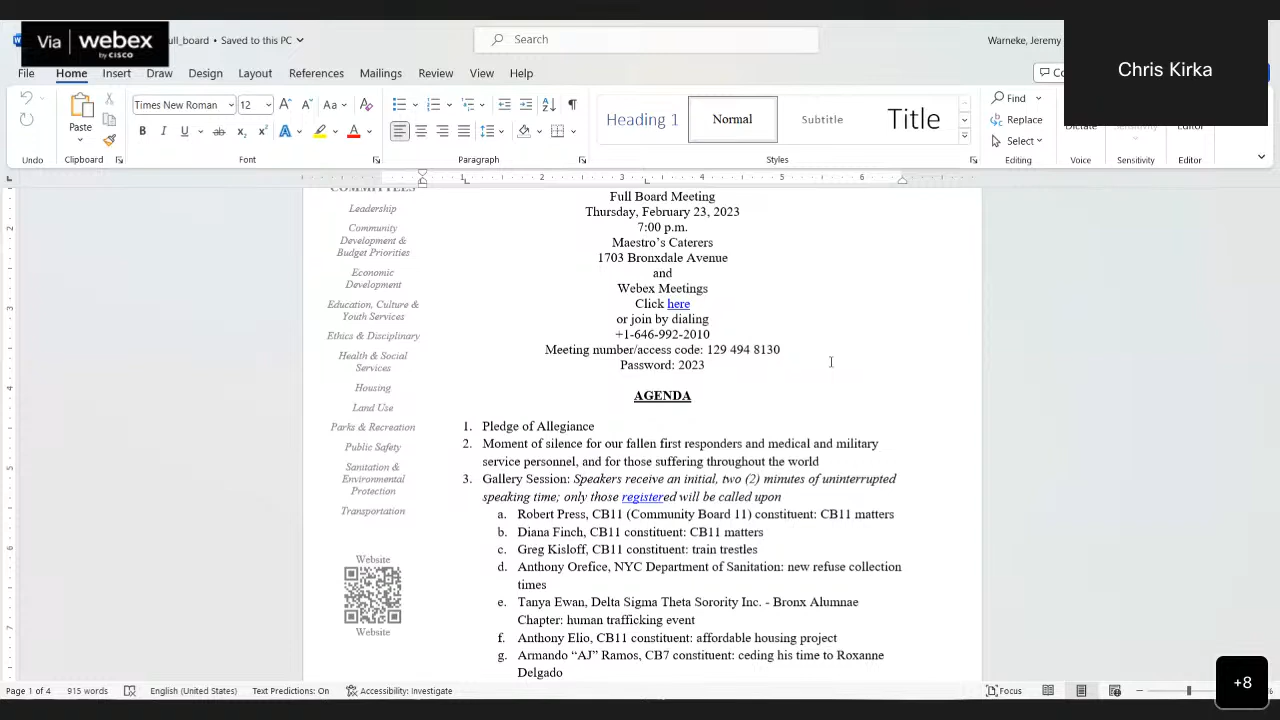 Via webex by CISCO
ull_board • Saved to this PC
Search
Warneke, Jeremy
Chris Kirka
File Home Insert Draw Design Layout References Mailings Review View Help
Times New Roman 12 Aa
Heading 1 Normal Subtitle Title
Paste
Find
Replace
Select
Dictate
Sensitivity
Editor
Undo Clipboard Font Paragraph Styles Editing Voice Sensitivity Editor
1 2 3 4 5 6
COMMITTEES
Leadership
Community
Development &
Budget Priorities
Economic
Development
Education, Culture &
Youth Services
Ethics & Disciplinary
Health & Social
Services
Housing
Land Use
Parks & Recreation
Public Safety
Sanitation &
Environmental
Protection
Transportation
Website
Website
Full Board Meeting
Thursday, February 23, 2023
7:00 p.m.
Maestro’s Caterers
1703 Bronxdale Avenue
and
Webex Meetings
Click here
or join by dialing
+1-646-992-2010
Meeting number/access code: 129 494 8130
Password: 2023
AGENDA
1. Pledge of Allegiance
2. Moment of silence for our fallen first responders and medical and military
service personnel, and for those suffering throughout the world
3. Gallery Session: Speakers receive an initial, two (2) minutes of uninterrupted
speaking time; only those registered will be called upon
a. Robert Press, CB11 (Community Board 11) constituent: CB11 matters
b. Diana Finch, CB11 constituent: CB11 matters
c. Greg Kisloff, CB11 constituent: train trestles
d. Anthony Orefice, NYC Department of Sanitation: new refuse collection
times
e. Tanya Ewan, Delta Sigma Theta Sorority Inc. - Bronx Alumnae
Chapter: human trafficking event
f. Anthony Elio, CB11 constituent: affordable housing project
g. Armando “AJ” Ramos, CB7 constituent: ceding his time to Roxanne
Delgado
Page 1 of 4 915 words English (United States) Text Predictions: On Accessibility: Investigate Focus
+8